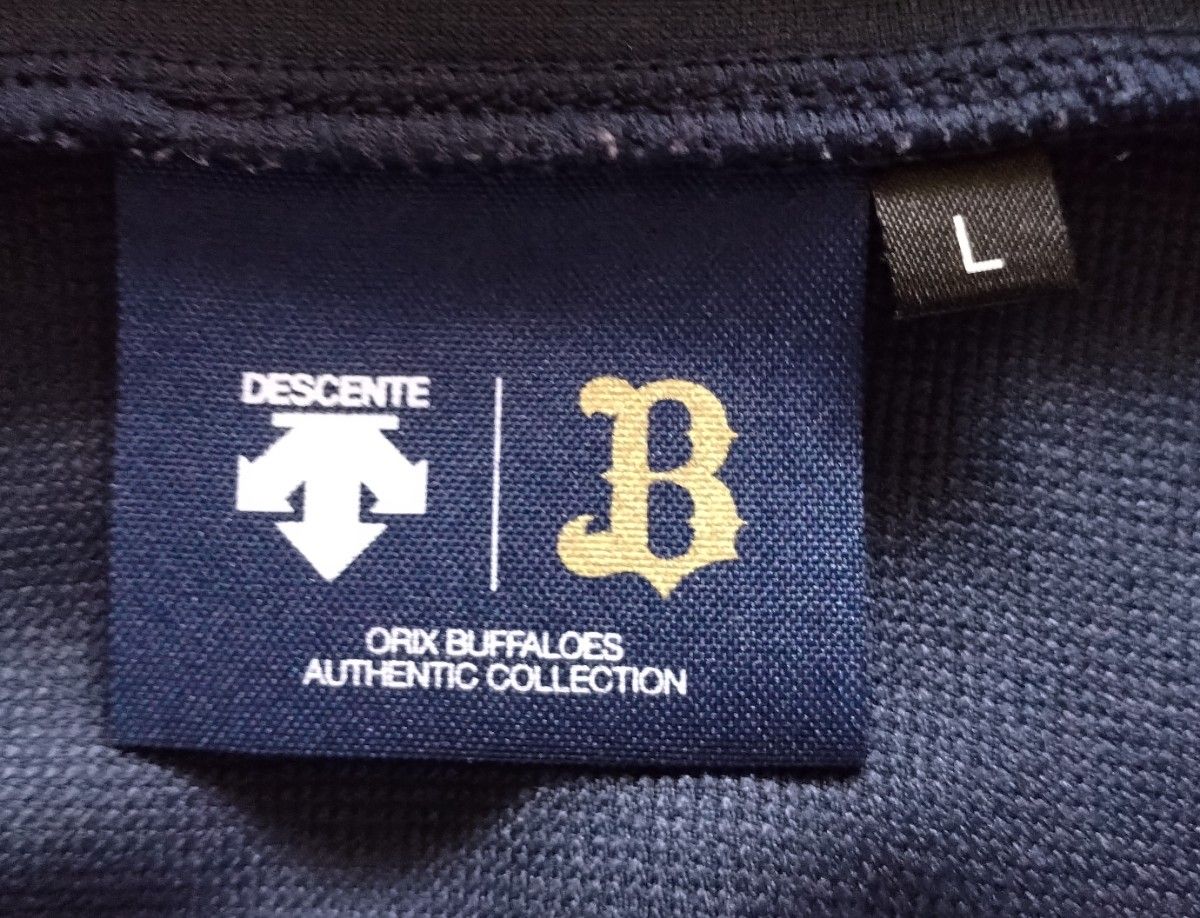 L
DESCENTE
B
ORIX BUFFALOES
AUTHENTIC COLLECTION